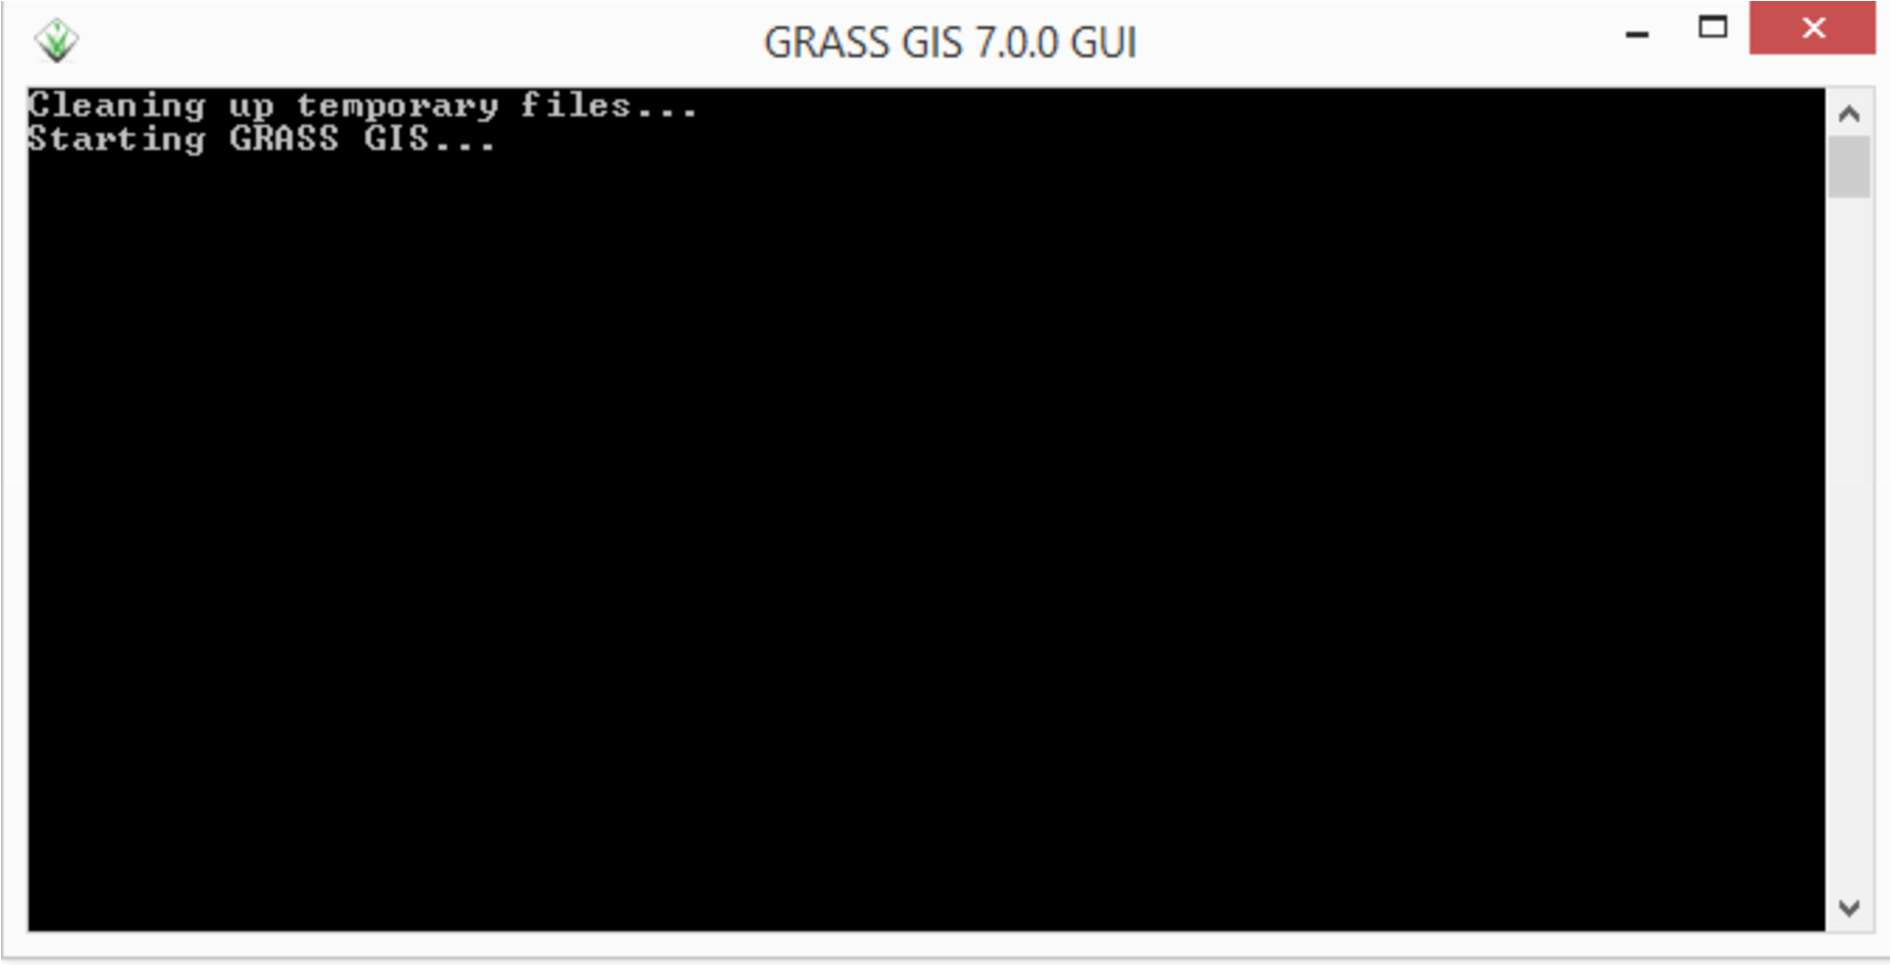 GRASS GIS 7.0.0 GUI
Cleaning up temporary files...
Starting GRASS GIS...